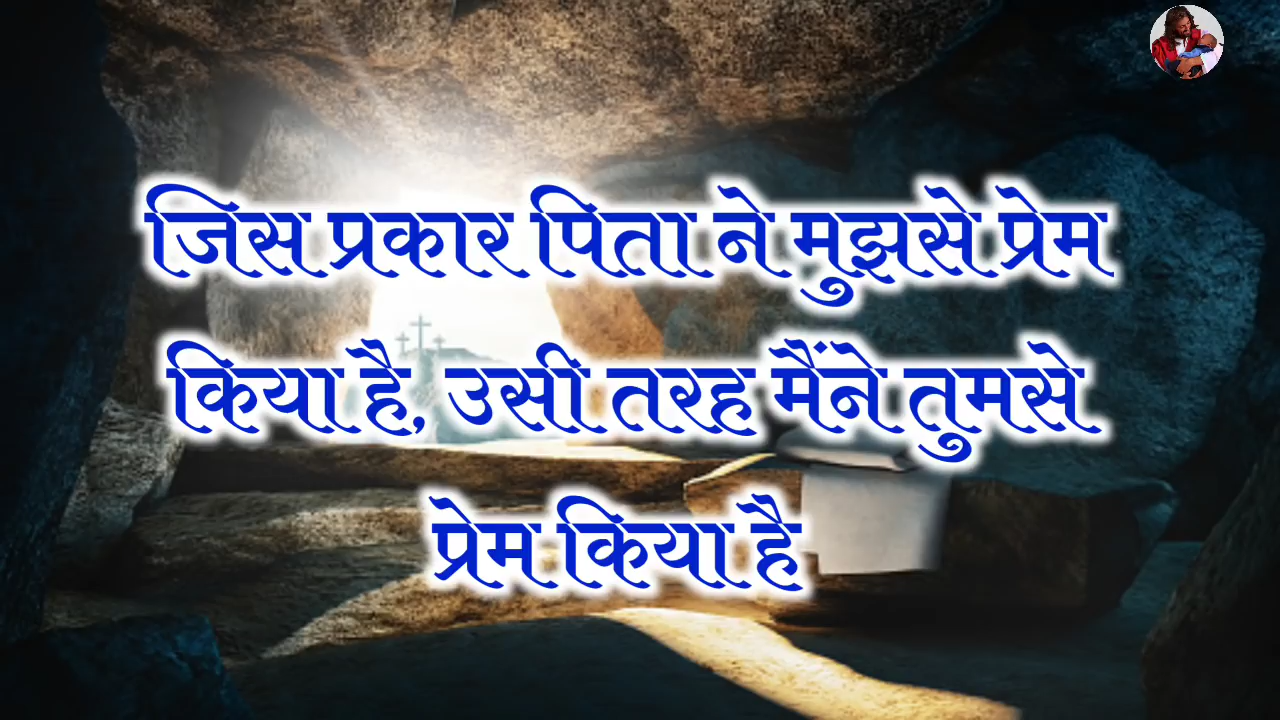 जिस प्रकार पिता ने मुझसे प्रेम
किया है, उसी तरह मैंने तुमसे
प्रेम किया है